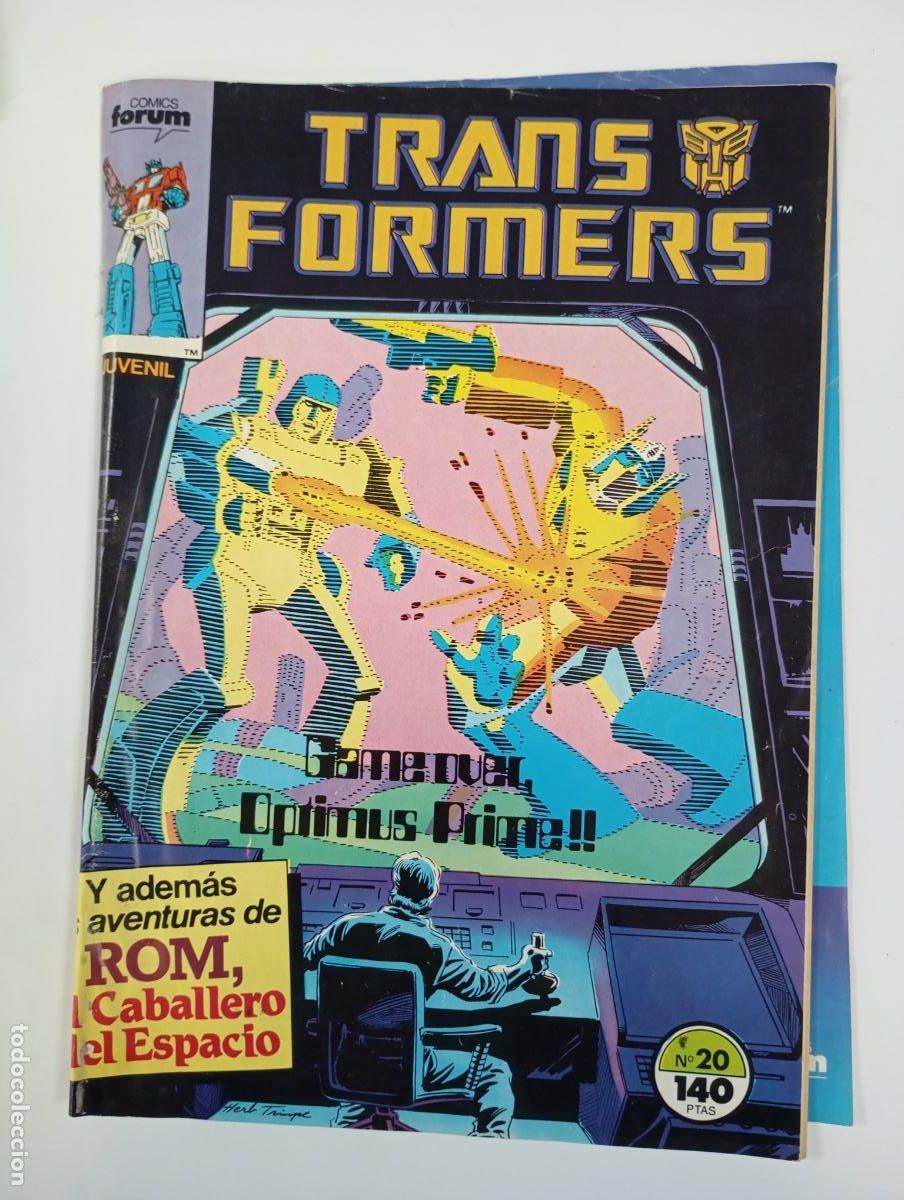 COMICS
forum
TRANS
FORMERS
TM
TM
JUVENIL
Game over,
Optimus Prime!!
Y además
s aventuras de
ROM,
l Caballero
del Espacio
Nº 20
140
PTAS
Herb Trimpe
m
todocoleccion